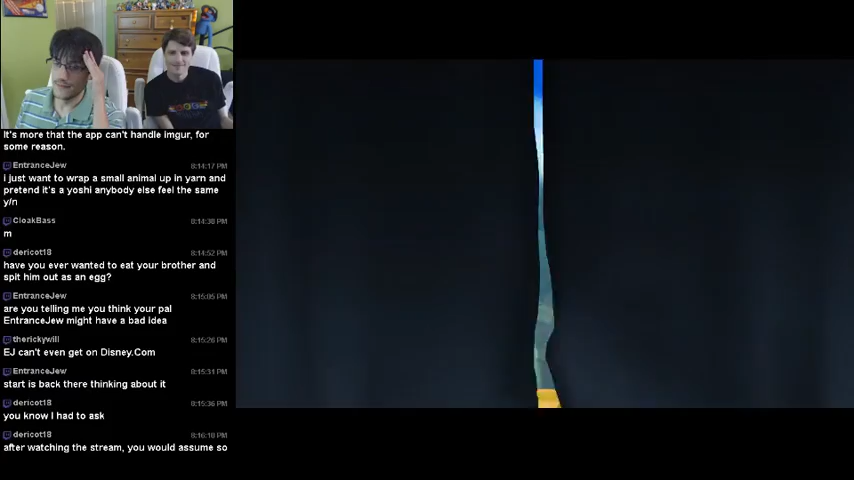 It's more that the app can't handle imgur, for
some reason.
EntranceJew 8:14:17 PM
i just want to wrap a small animal up in yarn and
pretend it's a yoshi anybody else feel the same
y/n
CloakBass 8:14:38 PM
m
dericot18 8:14:52 PM
have you ever wanted to eat your brother and
spit him out as an egg?
EntranceJew 8:15:05 PM
are you telling me you think your pal
EntranceJew might have a bad idea
therickywill 8:15:26 PM
EJ can't even get on Disney.Com
EntranceJew 8:15:31 PM
start is back there thinking about it
dericot18 8:15:36 PM
you know I had to ask
dericot18 8:16:18 PM
after watching the stream, you would assume so